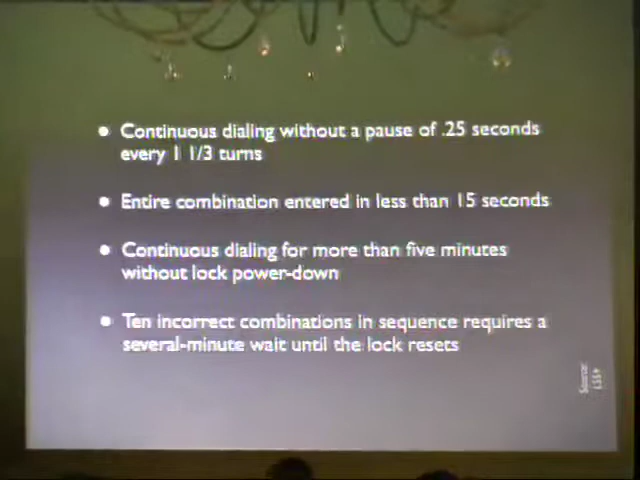 Continuous dialing without a pause of .25 seconds
every 1 1/3 turns
Entire combination entered in less than 15 seconds
Continuous dialing for more than five minutes
without lock power-down
Ten incorrect combinations in sequence requires a
several-minute wait until the lock resets
Source:
LSS+